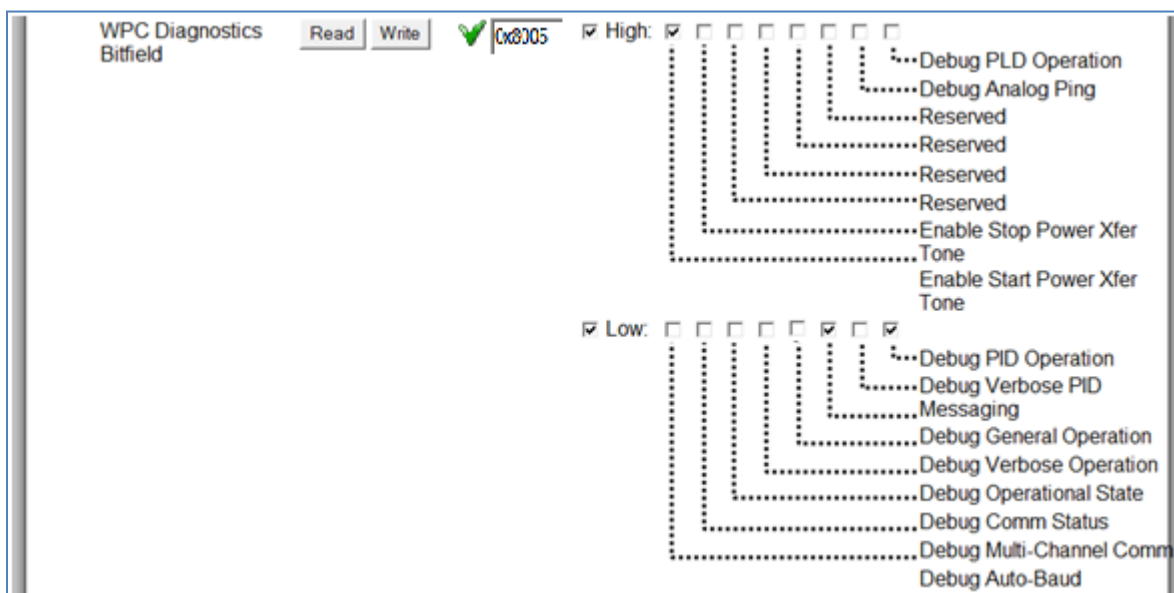 WPC Diagnostics Read Write 0x8005 High:
Bitfield
Debug PLD Operation
Debug Analog Ping
Reserved
Reserved
Reserved
Reserved
Enable Stop Power Xfer
Tone
Enable Start Power Xfer
Tone
Low:
Debug PID Operation
Debug Verbose PID
Messaging
Debug General Operation
Debug Verbose Operation
Debug Operational State
Debug Comm Status
Debug Multi-Channel Comm
Debug Auto-Baud